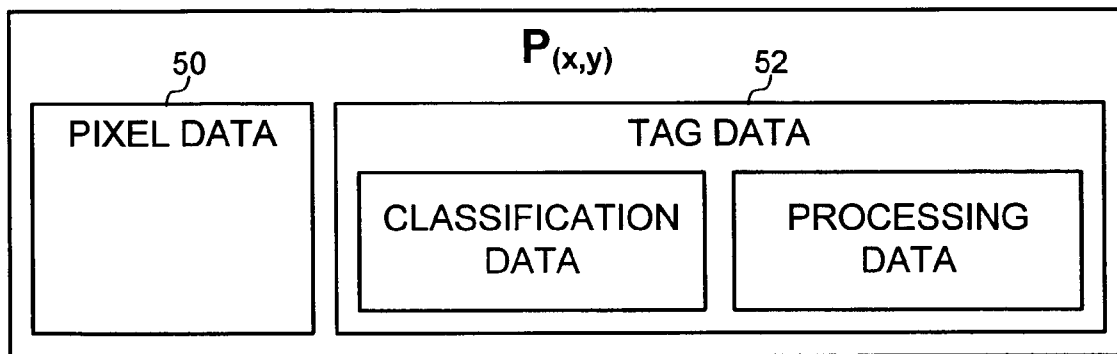 P(x,y)
50
52
PIXEL DATA
TAG DATA
CLASSIFICATION
DATA
PROCESSING
DATA